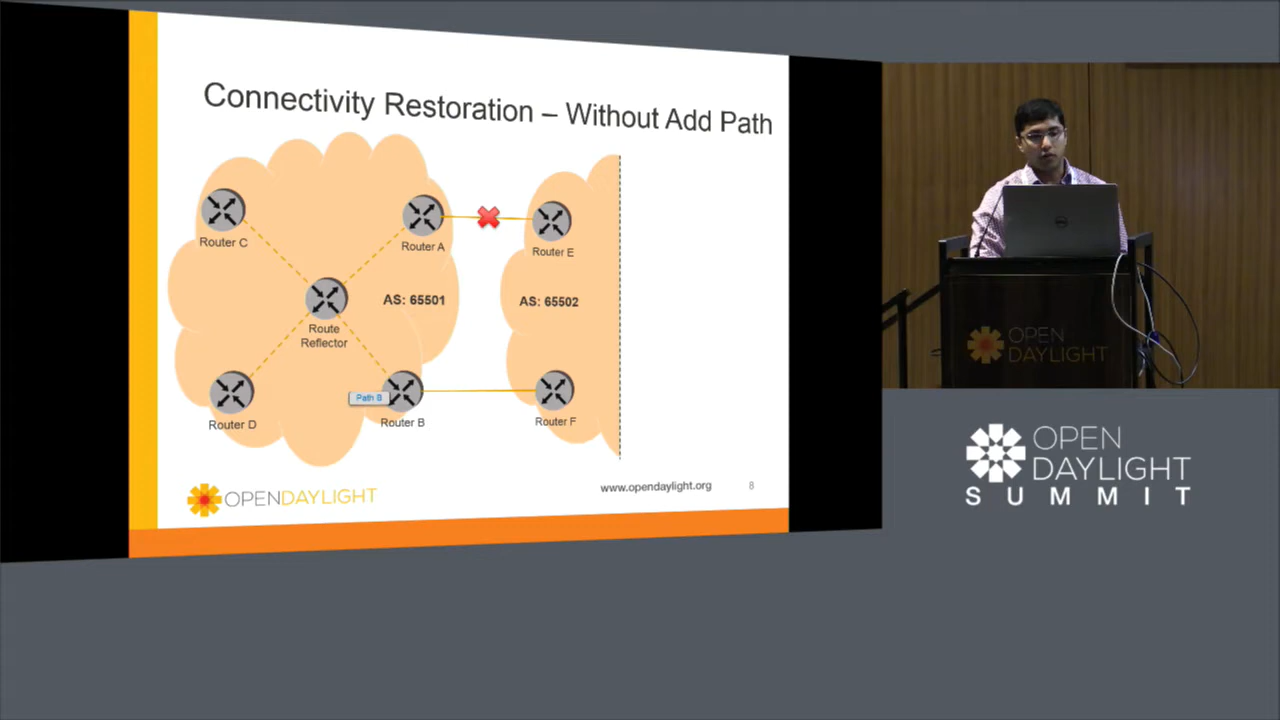 Connectivity Restoration – Without Add Path
Router C
Router A
Router E
AS: 65501
AS: 65502
Route
Reflector
Path B
Router D
Router B
Router F
OPENDAYLIGHT
www.opendaylight.org
8
OPEN
DAYLIGHT
DELL
OPEN
DAYLIGHT
SUMMIT